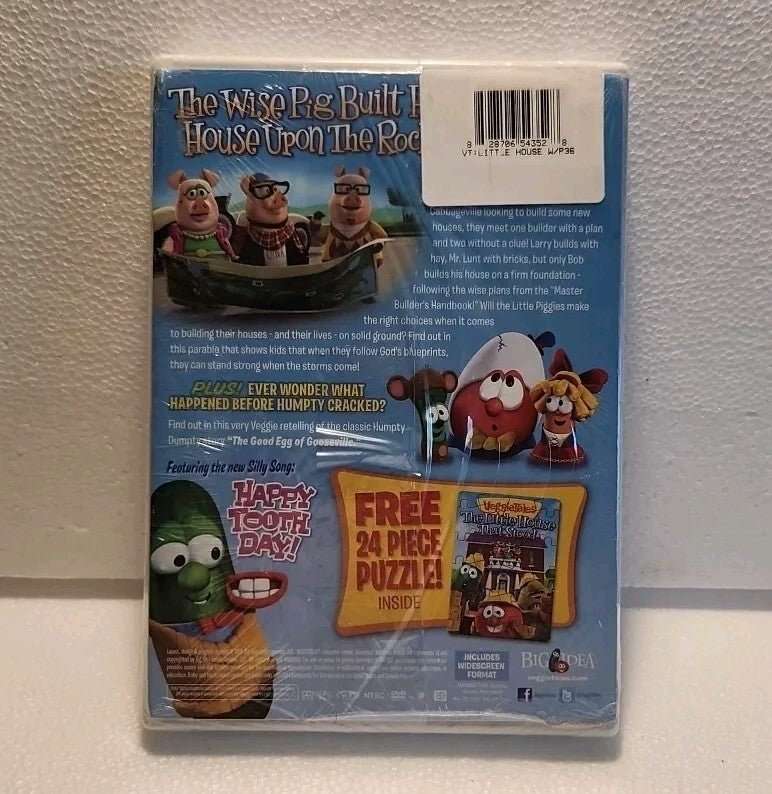 The Wise Pig Built
House Upon The Roc
8 28706 54352 8
VT:LITTLE HOUSE W/P36
Cabbageville looking to build some new
houses, they meet one builder with a plan
and two without a clue! Larry builds with
hay, Mr. Lunt with bricks, but only Bob
builds his house on a firm foundation -
following the wise plans from the "Master
Builder's Handbook!" Will the Little Piggies make
the right choices when it comes
to building their houses - and their lives - on solid ground? Find out in
this parable that shows kids that when they follow God's blueprints,
they can stand strong when the storms come!
PLUS! EVER WONDER WHAT
HAPPENED BEFORE HUMPTY CRACKED?
Find out in this very Veggie retelling of the classic Humpty
Dumpty story "The Good Egg of Gooseville."
Featuring the new Silly Song:
HAPPY
TOOTH
DAY!
FREE
24 PIECE
PUZZLE!
INSIDE
VeggieTales
The Little House
That Stood
INCLUDES
WIDESCREEN
FORMAT
BIG IDEA
veggietales.com
NTSC DVD